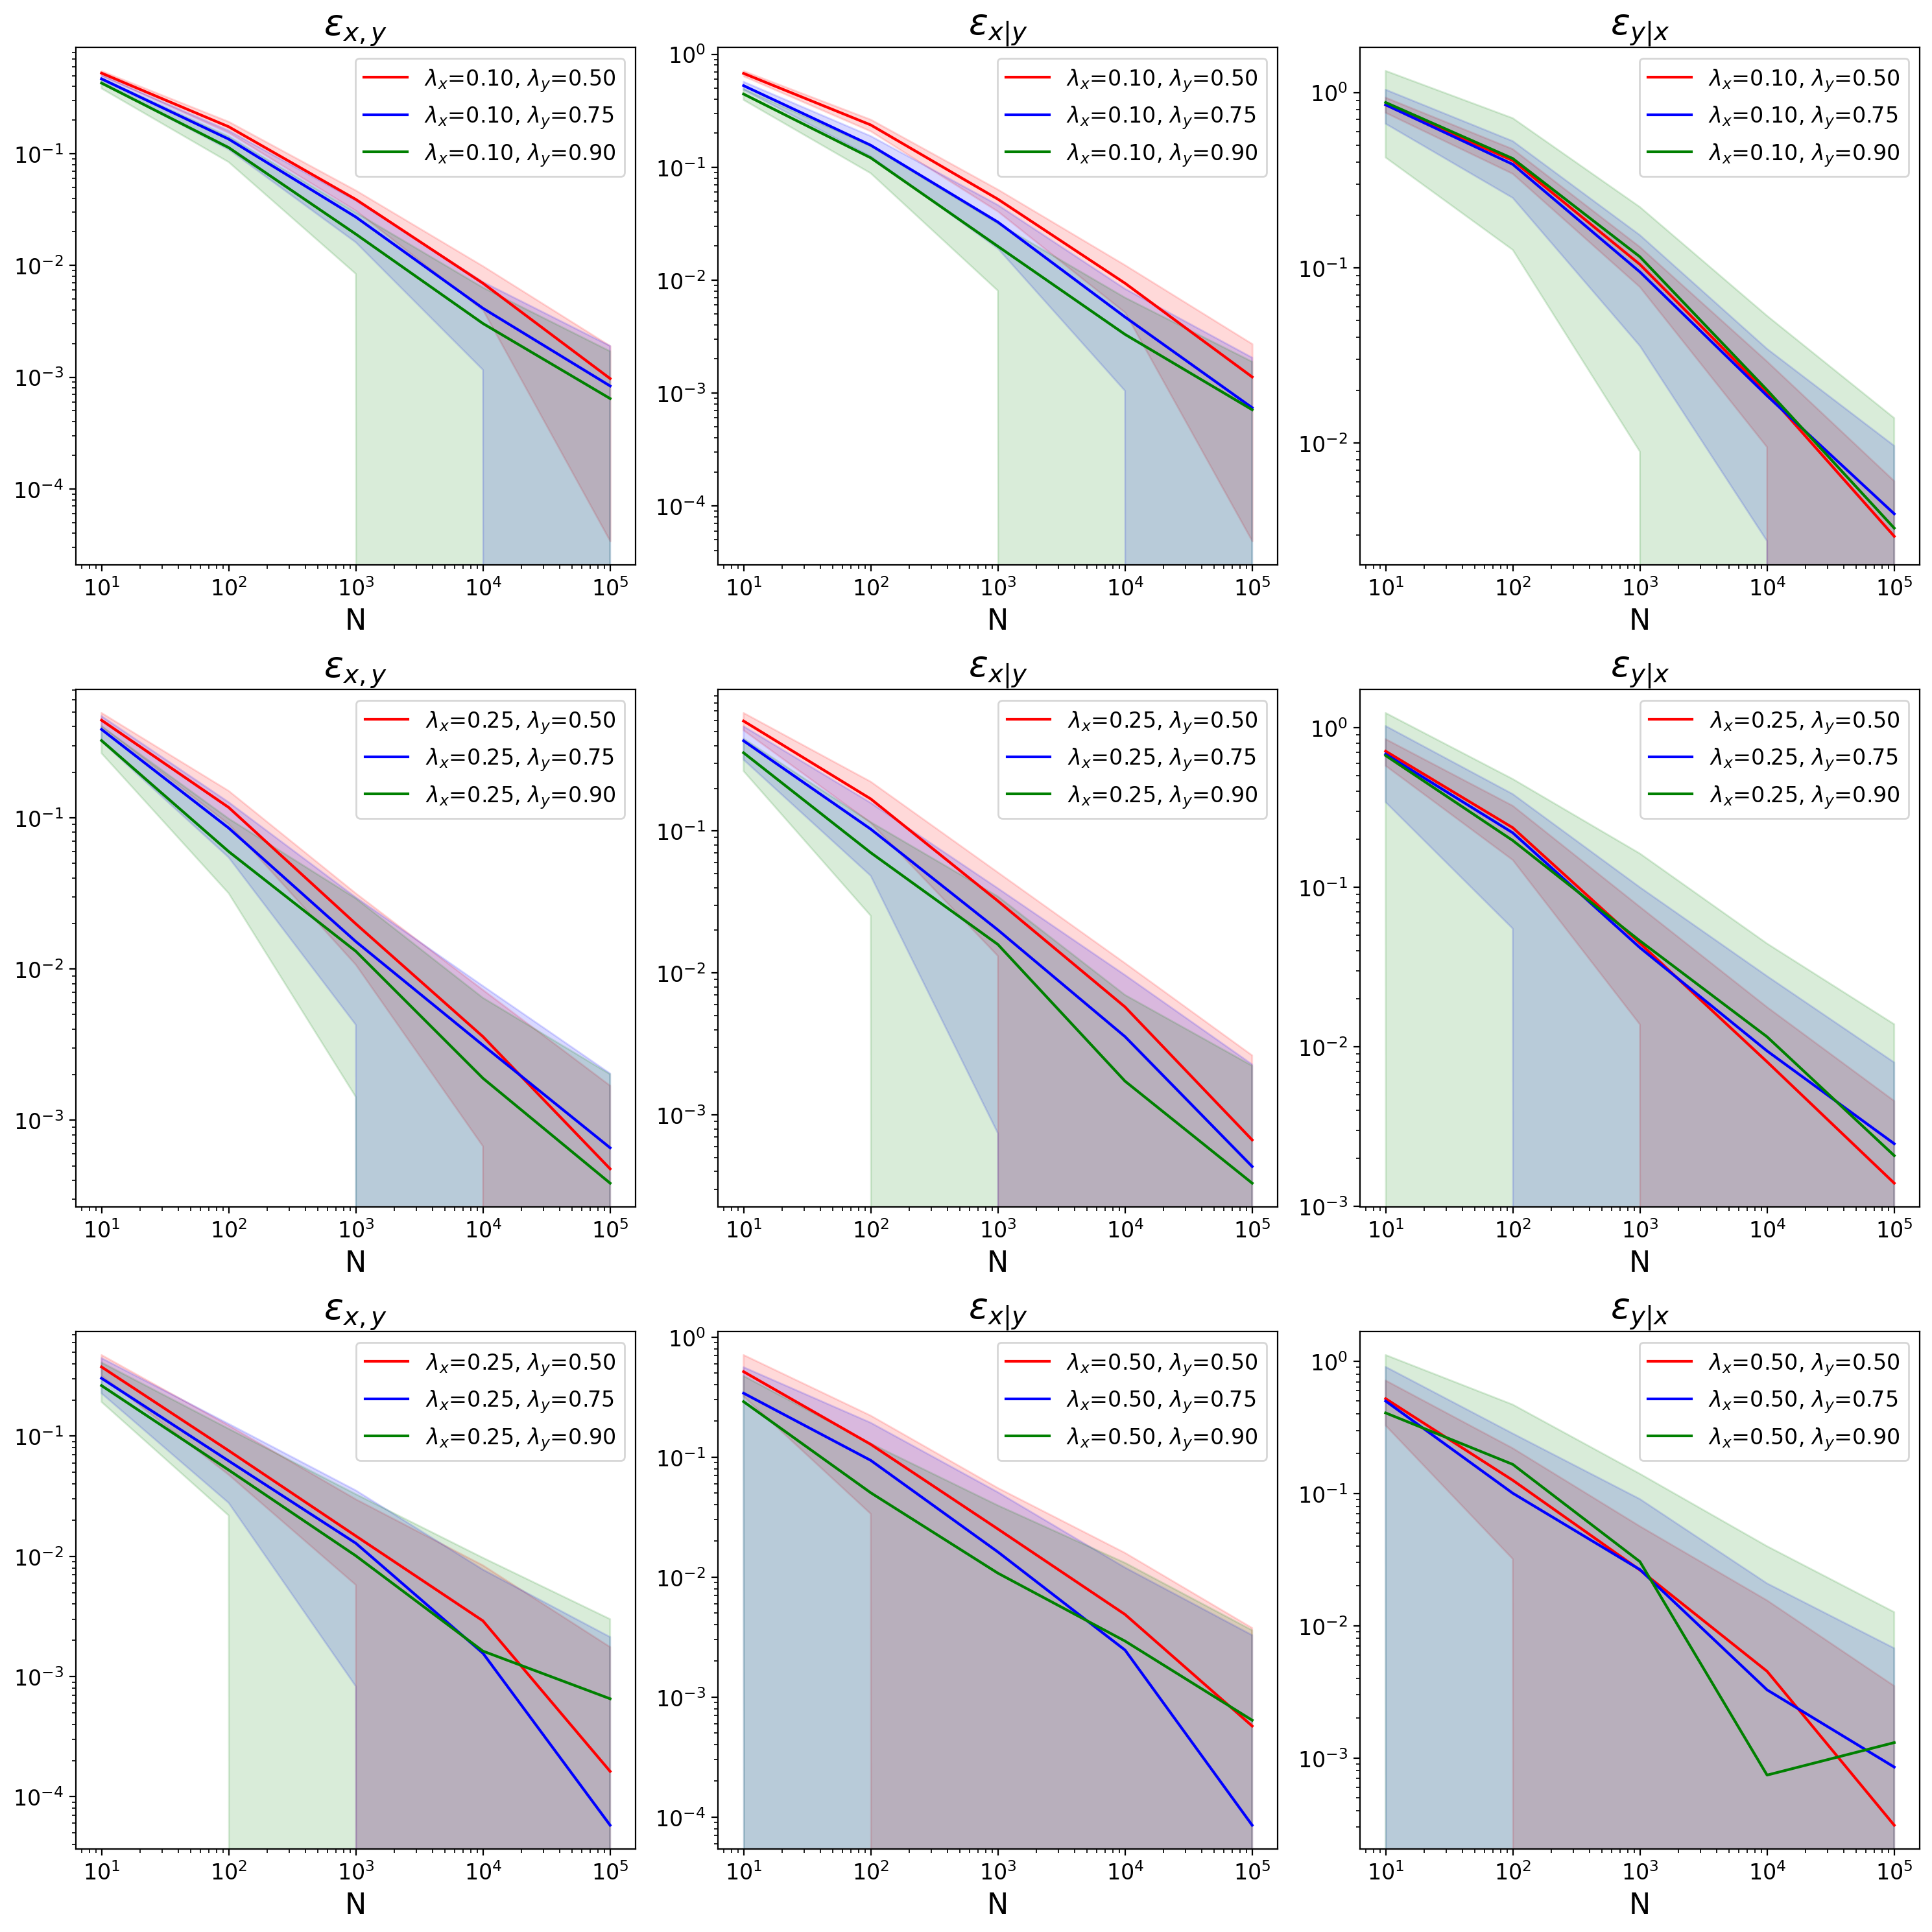 ε_{x,y}
λ_x=0.10, λ_y=0.50
λ_x=0.10, λ_y=0.75
λ_x=0.10, λ_y=0.90
10^{-1}
10^{-2}
10^{-3}
10^{-4}
10^1 10^2 10^3 10^4 10^5
N
ε_{x|y}
λ_x=0.10, λ_y=0.50
λ_x=0.10, λ_y=0.75
λ_x=0.10, λ_y=0.90
10^0
10^{-1}
10^{-2}
10^{-3}
10^{-4}
10^1 10^2 10^3 10^4 10^5
N
ε_{y|x}
λ_x=0.10, λ_y=0.50
λ_x=0.10, λ_y=0.75
λ_x=0.10, λ_y=0.90
10^0
10^{-1}
10^{-2}
10^1 10^2 10^3 10^4 10^5
N
ε_{x,y}
λ_x=0.25, λ_y=0.50
λ_x=0.25, λ_y=0.75
λ_x=0.25, λ_y=0.90
10^{-1}
10^{-2}
10^{-3}
10^1 10^2 10^3 10^4 10^5
N
ε_{x|y}
λ_x=0.25, λ_y=0.50
λ_x=0.25, λ_y=0.75
λ_x=0.25, λ_y=0.90
10^{-1}
10^{-2}
10^{-3}
10^1 10^2 10^3 10^4 10^5
N
ε_{y|x}
λ_x=0.25, λ_y=0.50
λ_x=0.25, λ_y=0.75
λ_x=0.25, λ_y=0.90
10^0
10^{-1}
10^{-2}
10^{-3}
10^1 10^2 10^3 10^4 10^5
N
ε_{x,y}
λ_x=0.25, λ_y=0.50
λ_x=0.25, λ_y=0.75
λ_x=0.25, λ_y=0.90
10^{-1}
10^{-2}
10^{-3}
10^{-4}
10^1 10^2 10^3 10^4 10^5
N
ε_{x|y}
λ_x=0.50, λ_y=0.50
λ_x=0.50, λ_y=0.75
λ_x=0.50, λ_y=0.90
10^0
10^{-1}
10^{-2}
10^{-3}
10^{-4}
10^1 10^2 10^3 10^4 10^5
N
ε_{y|x}
λ_x=0.50, λ_y=0.50
λ_x=0.50, λ_y=0.75
λ_x=0.50, λ_y=0.90
10^0
10^{-1}
10^{-2}
10^{-3}
10^1 10^2 10^3 10^4 10^5
N